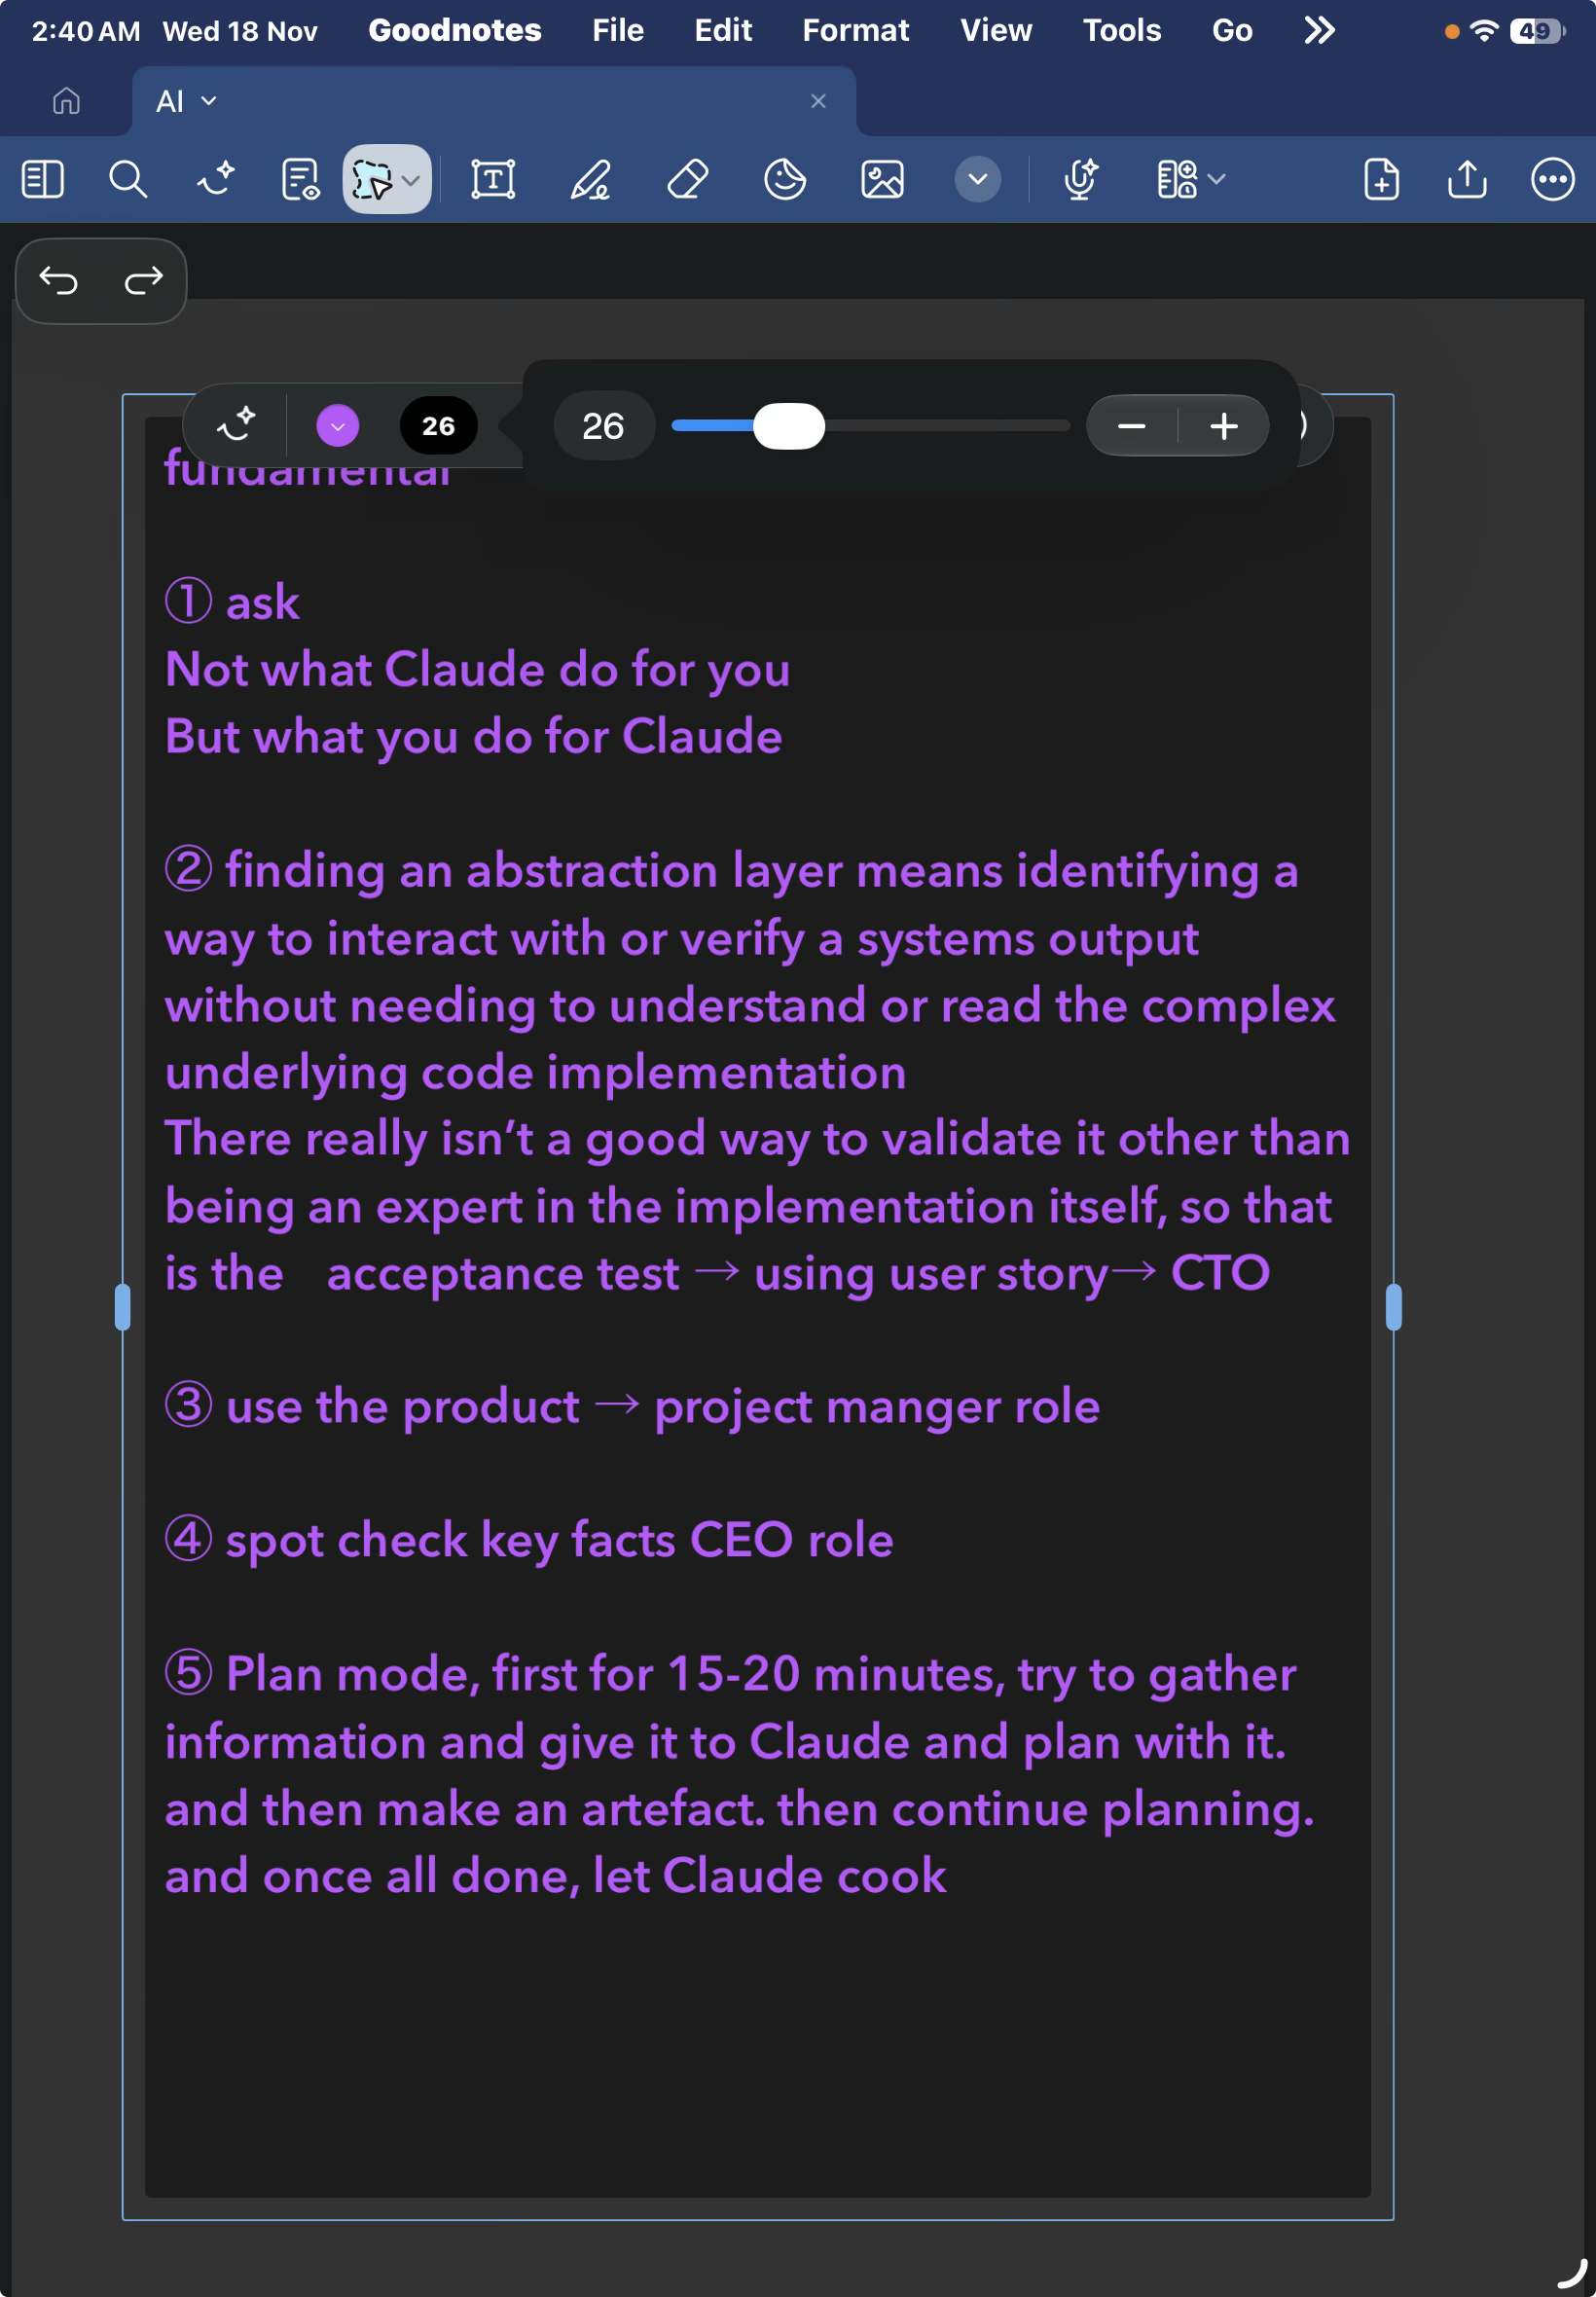 2:40 AM Wed 18 Nov Goodnotes File Edit Format View Tools Go 49
AI
26 26
fundamental
① ask
Not what Claude do for you
But what you do for Claude
② finding an abstraction layer means identifying a
way to interact with or verify a systems output
without needing to understand or read the complex
underlying code implementation
There really isn’t a good way to validate it other than
being an expert in the implementation itself, so that
is the acceptance test → using user story→ CTO
③ use the product → project manger role
④ spot check key facts CEO role
⑤ Plan mode, first for 15-20 minutes, try to gather
information and give it to Claude and plan with it.
and then make an artefact. then continue planning.
and once all done, let Claude cook